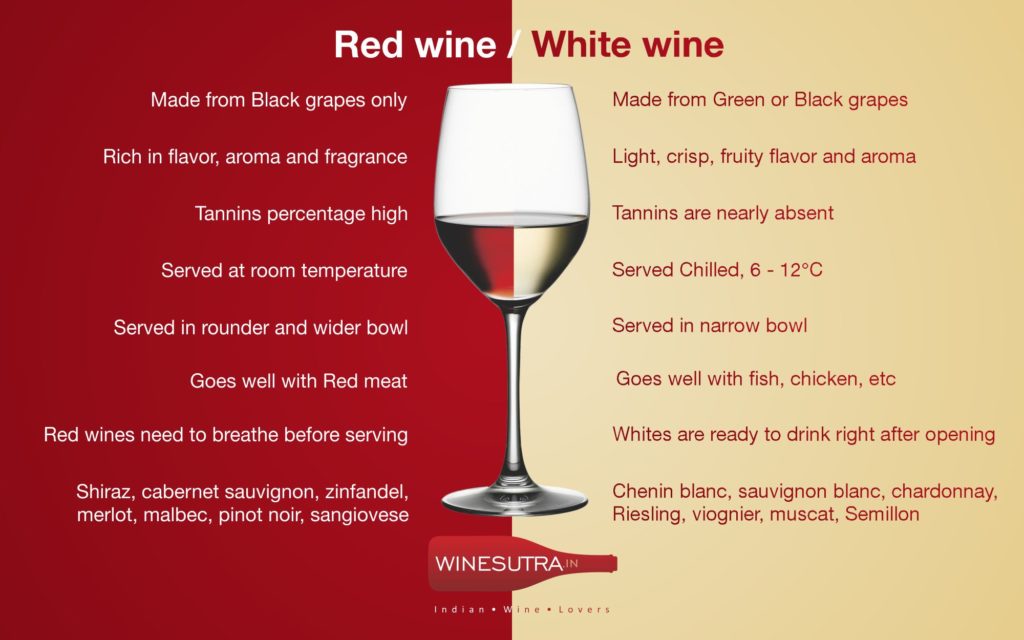 Red wine / White wine
Made from Black grapes only
Rich in flavor, aroma and fragrance
Tannins percentage high
Served at room temperature
Served in rounder and wider bowl
Goes well with Red meat
Red wines need to breathe before serving
Shiraz, cabernet sauvignon, zinfandel,
merlot, malbec, pinot noir, sangiovese
Made from Green or Black grapes
Light, crisp, fruity flavor and aroma
Tannins are nearly absent
Served Chilled, 6 - 12°C
Served in narrow bowl
Goes well with fish, chicken, etc
Whites are ready to drink right after opening
Chenin blanc, sauvignon blanc, chardonnay,
Riesling, viognier, muscat, Semillon
WINESUTRA.IN
Indian • Wine • Lovers